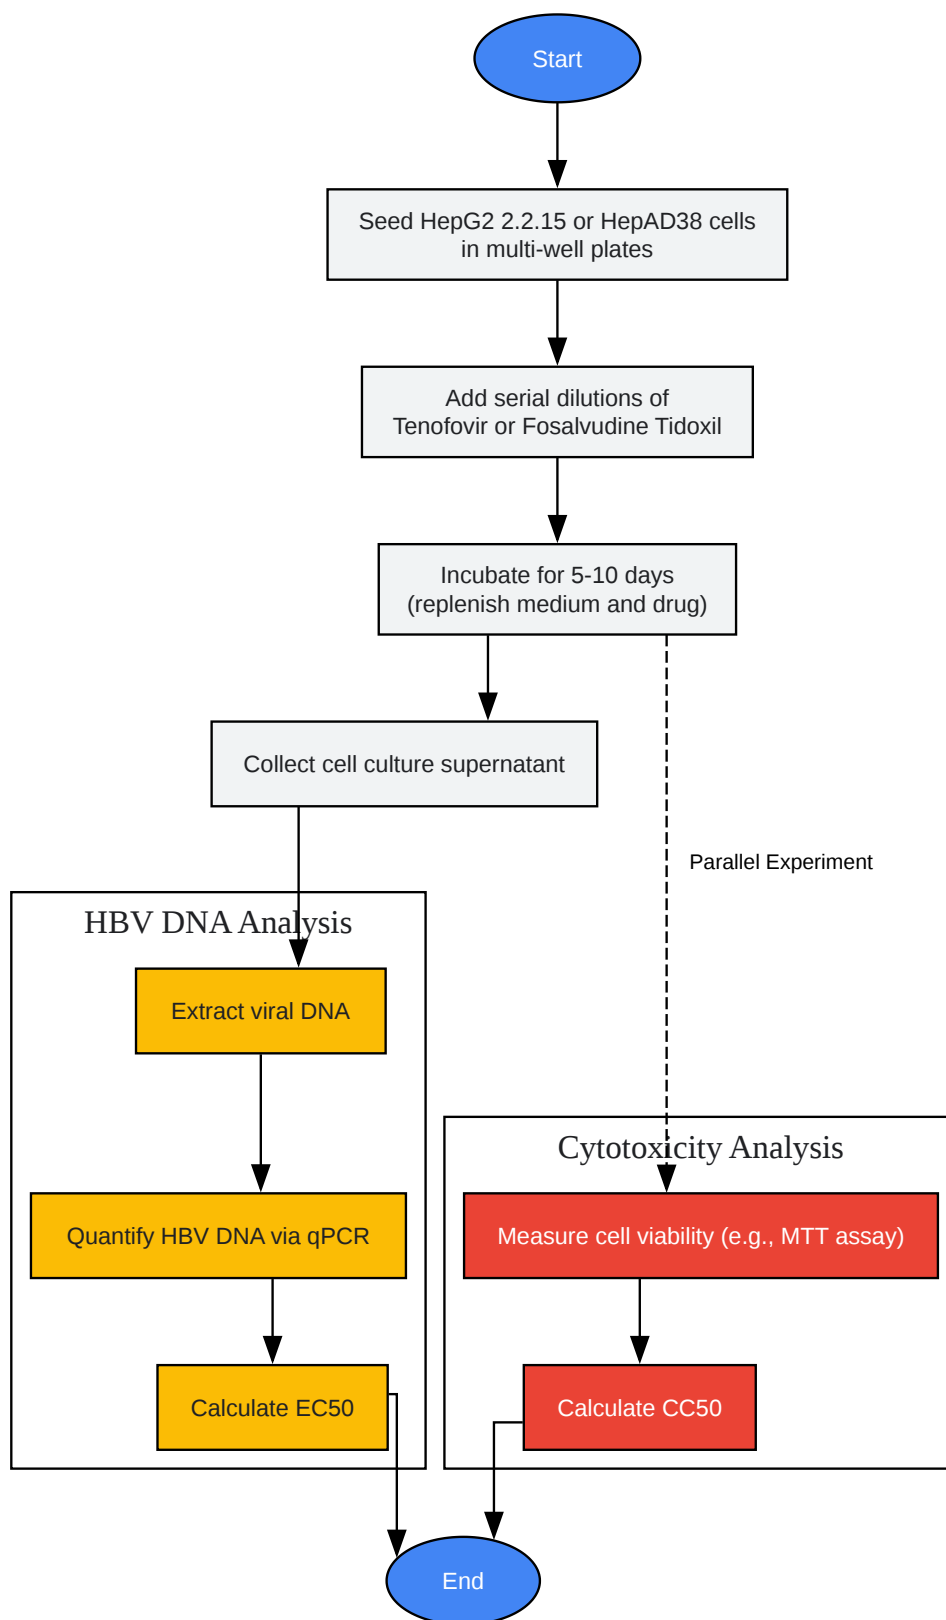 Start
Seed HepG2 2.2.15 or HepAD38 cells
in multi-well plates
Add serial dilutions of
Tenofovir or Fosalvudine Tidoxil
Incubate for 5-10 days
(replenish medium and drug)
Collect cell culture supernatant
Parallel Experiment
HBV DNA Analysis
Extract viral DNA
Quantify HBV DNA via qPCR
Calculate EC50
Cytotoxicity Analysis
Measure cell viability (e.g., MTT assay)
Calculate CC50
End